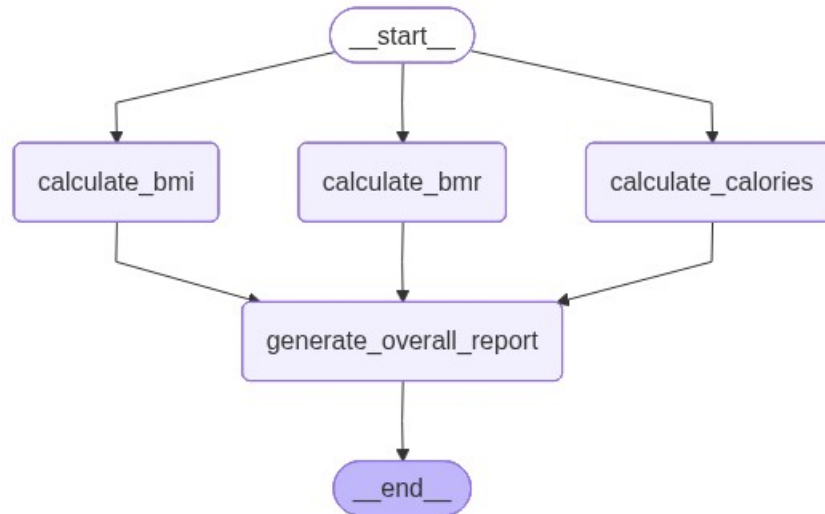 __start__
calculate_bmi
calculate_bmr
calculate_calories
generate_overall_report
__end__